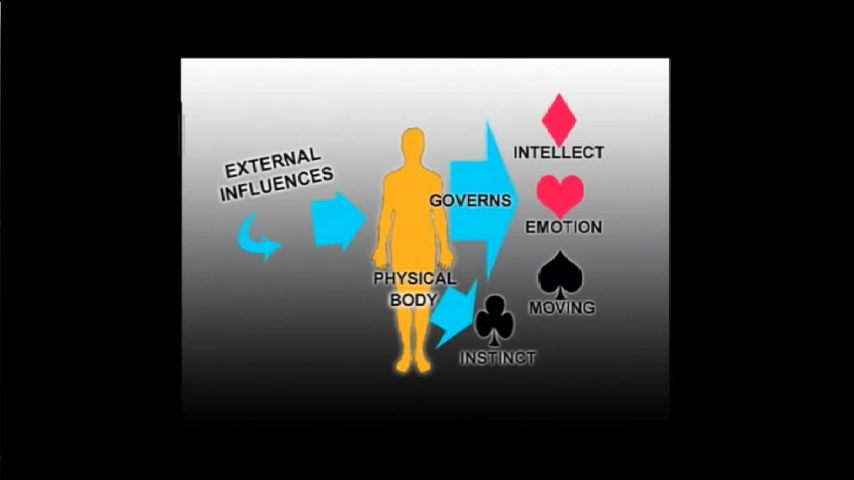 EXTERNAL
INFLUENCES
INTELLECT
GOVERNS
EMOTION
PHYSICAL
BODY
MOVING
INSTINCT